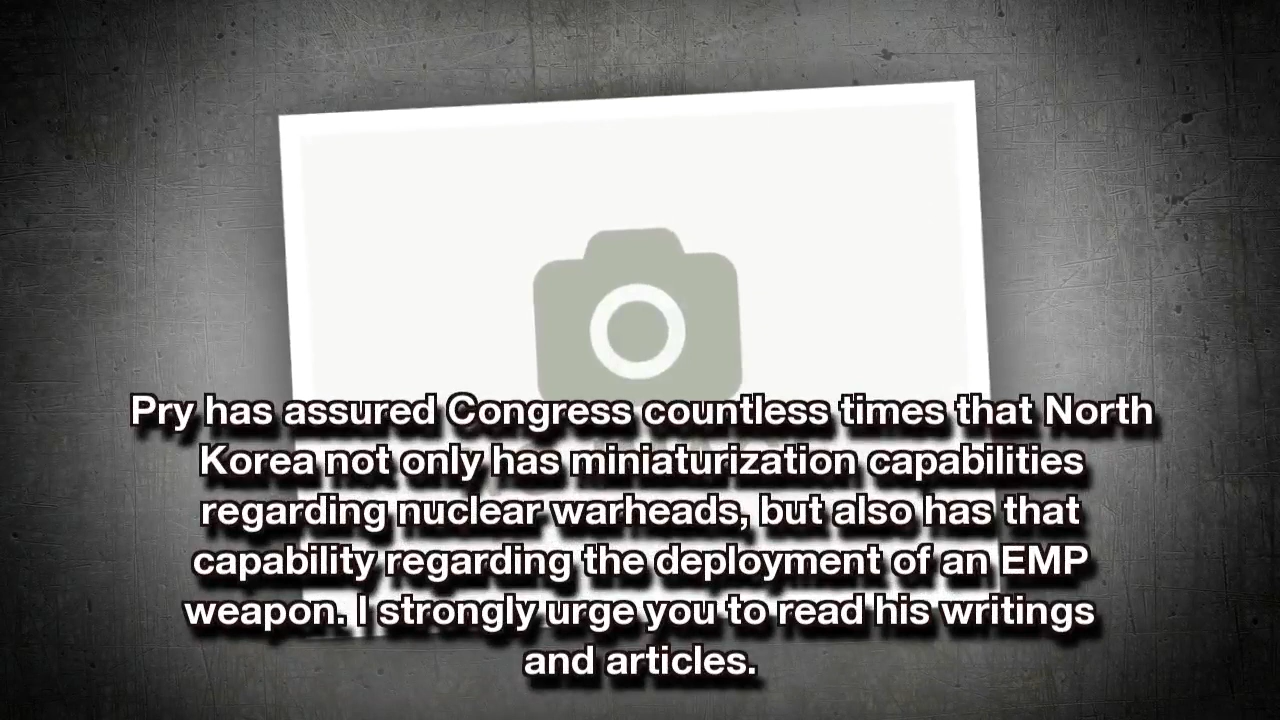 Pry has assured Congress countless times that North
Korea not only has miniaturization capabilities
regarding nuclear warheads, but also has that
capability regarding the deployment of an EMP
weapon. I strongly urge you to read his writings
and articles.